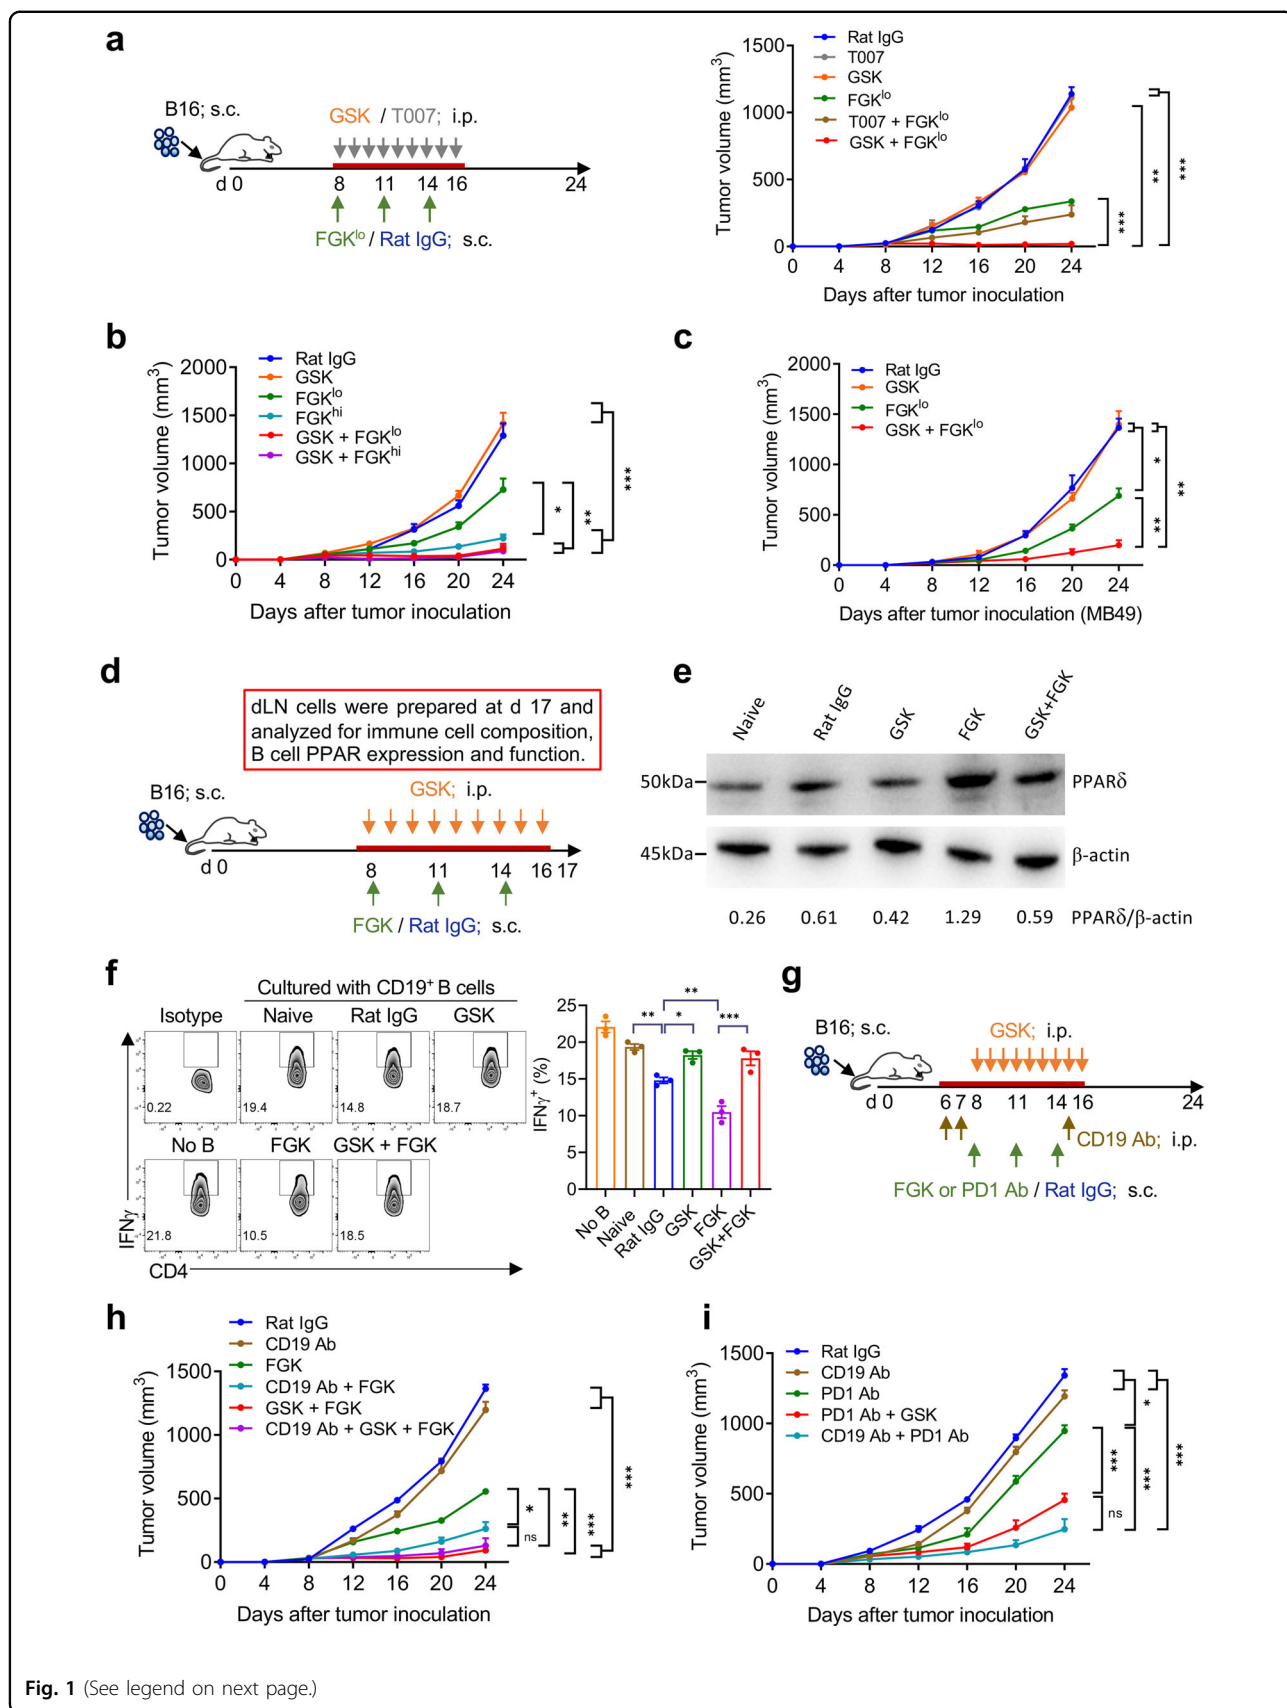 a
B16; s.c.
GSK / T007; i.p.
d 0 8 11 14 16 24
FGKlo / Rat IgG; s.c.
Tumor volume (mm3)
1500
1000
500
0
Rat IgG
T007
GSK
FGKlo
T007 + FGKlo
GSK + FGKlo
***
**
***
0 4 8 12 16 20 24
Days after tumor inoculation
b
Tumor volume (mm3)
2000
1500
1000
500
0
Rat IgG
GSK
FGKlo
FGKhi
GSK + FGKlo
GSK + FGKhi
*
**
***
0 4 8 12 16 20 24
Days after tumor inoculation
c
Tumor volume (mm3)
2000
1500
1000
500
0
Rat IgG
GSK
FGKlo
GSK + FGKlo
*
**
**
0 4 8 12 16 20 24
Days after tumor inoculation (MB49)
d
dLN cells were prepared at d 17 and
analyzed for immune cell composition,
B cell PPAR expression and function.
B16; s.c.
GSK; i.p.
d 0 8 11 14 16 17
FGK / Rat IgG; s.c.
e
Naive Rat IgG GSK FGK GSK+FGK
50kDa PPARδ
45kDa β-actin
0.26 0.61 0.42 1.29 0.59 PPARδ/β-actin
f
Cultured with CD19+ B cells
Isotype Naive Rat IgG GSK
0.22 19.4 14.8 18.7
No B FGK GSK + FGK
21.8 10.5 18.5
IFNγ
CD4
IFNγ+ (%)
25
20
15
10
5
0
** * ** ***
No B Naive Rat IgG GSK FGK GSK+FGK
g
B16; s.c.
GSK; i.p.
d 0 6 7 8 11 14 16 24
CD19 Ab; i.p.
FGK or PD1 Ab / Rat IgG; s.c.
h
Tumor volume (mm3)
1500
1000
500
0
Rat IgG
CD19 Ab
FGK
CD19 Ab + FGK
GSK + FGK
CD19 Ab + GSK + FGK
*
ns
**
***
***
0 4 8 12 16 20 24
Days after tumor inoculation
i
Tumor volume (mm3)
1500
1000
500
0
Rat IgG
CD19 Ab
PD1 Ab
PD1 Ab + GSK
CD19 Ab + PD1 Ab
*
***
ns
***
***
0 4 8 12 16 20 24
Days after tumor inoculation
Fig. 1 (See legend on next page.)